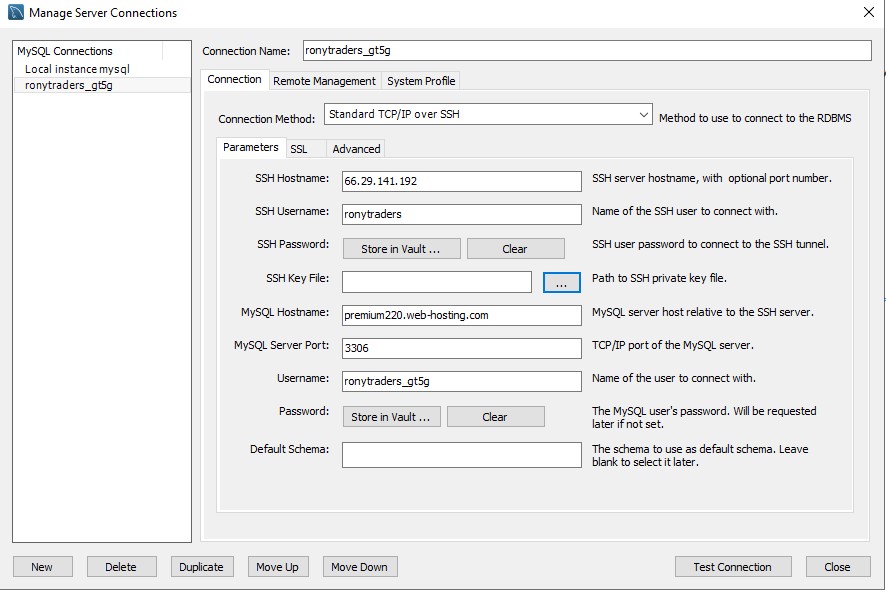 Manage Server Connections
MySQL Connections
Local instance mysql
ronytraders_gt5g
Connection Name: ronytraders_gt5g
Connection Remote Management System Profile
Connection Method: Standard TCP/IP over SSH Method to use to connect to the RDBMS
Parameters SSL Advanced
SSH Hostname: 66.29.141.192 SSH server hostname, with optional port number.
SSH Username: ronytraders Name of the SSH user to connect with.
SSH Password: Store in Vault ... Clear SSH user password to connect to the SSH tunnel.
SSH Key File: ... Path to SSH private key file.
MySQL Hostname: premium220.web-hosting.com MySQL server host relative to the SSH server.
MySQL Server Port: 3306 TCP/IP port of the MySQL server.
Username: ronytraders_gt5g Name of the user to connect with.
Password: Store in Vault ... Clear The MySQL user's password. Will be requested
later if not set.
Default Schema: The schema to use as default schema. Leave
blank to select it later.
New Delete Duplicate Move Up Move Down Test Connection Close